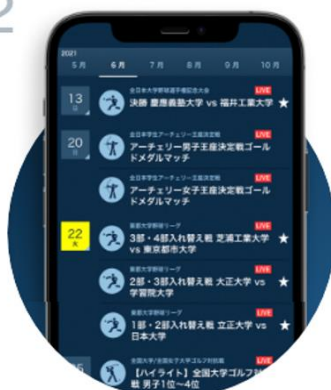 2
2021
5月 6月 7月 8月 9月 10月
13
日
全日本大学野球選手権記念大会
LIVE
決勝 慶應義塾大学 vs 福井工業大学
20
日
全日本学生アーチェリー王座決定戦
LIVE
アーチェリー男子王座決定戦ゴール
ドメダルマッチ
全日本学生アーチェリー王座決定戦
LIVE
アーチェリー女子王座決定戦ゴール
ドメダルマッチ
22
火
東都大学野球リーグ
LIVE
3部・4部入れ替え戦 芝浦工業大学
vs 東京都市大学
東都大学野球リーグ
LIVE
2部・3部入れ替え戦 大正大学 vs
学習院大学
東都大学野球リーグ
LIVE
1部・2部入れ替え戦 立正大学 vs
日本大学
LIVE
【ハイライト】全国大学ゴルフ対
戦 男子1位~4位